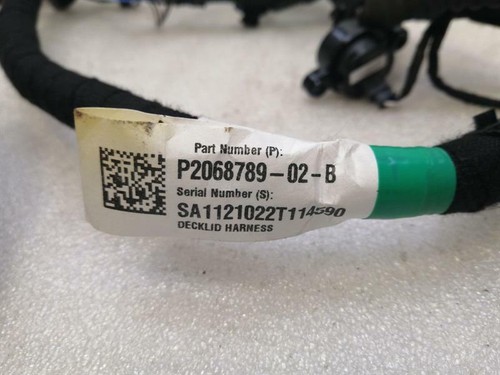 Part Number (P):
P2068789-02-B
Serial Number (S):
SA1121022T114590
DECKLID HARNESS